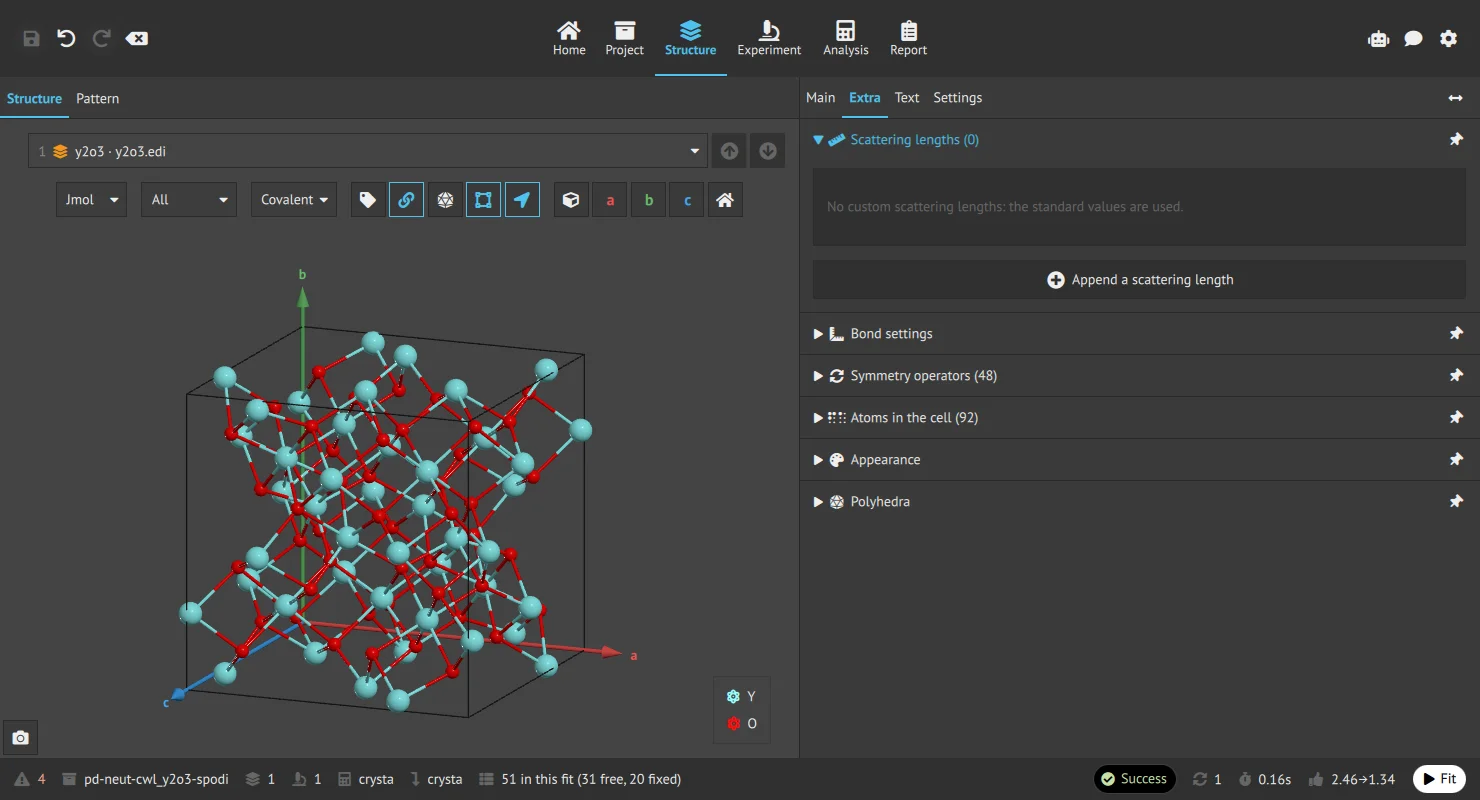 Home
Project
Structure
Experiment
Analysis
Report
Structure
Pattern
Main
Extra
Text
Settings
1 y2o3 · y2o3.edi
Jmol
All
Covalent
a
b
c
b
a
c
Y
O
Scattering lengths (0)
No custom scattering lengths: the standard values are used.
Append a scattering length
Bond settings
Symmetry operators (48)
Atoms in the cell (92)
Appearance
Polyhedra
4
pd-neut-cwl_y2o3-spodi
1
1
crysta
crysta
51 in this fit (31 free, 20 fixed)
Success
1
0.16s
2.46→1.34
Fit